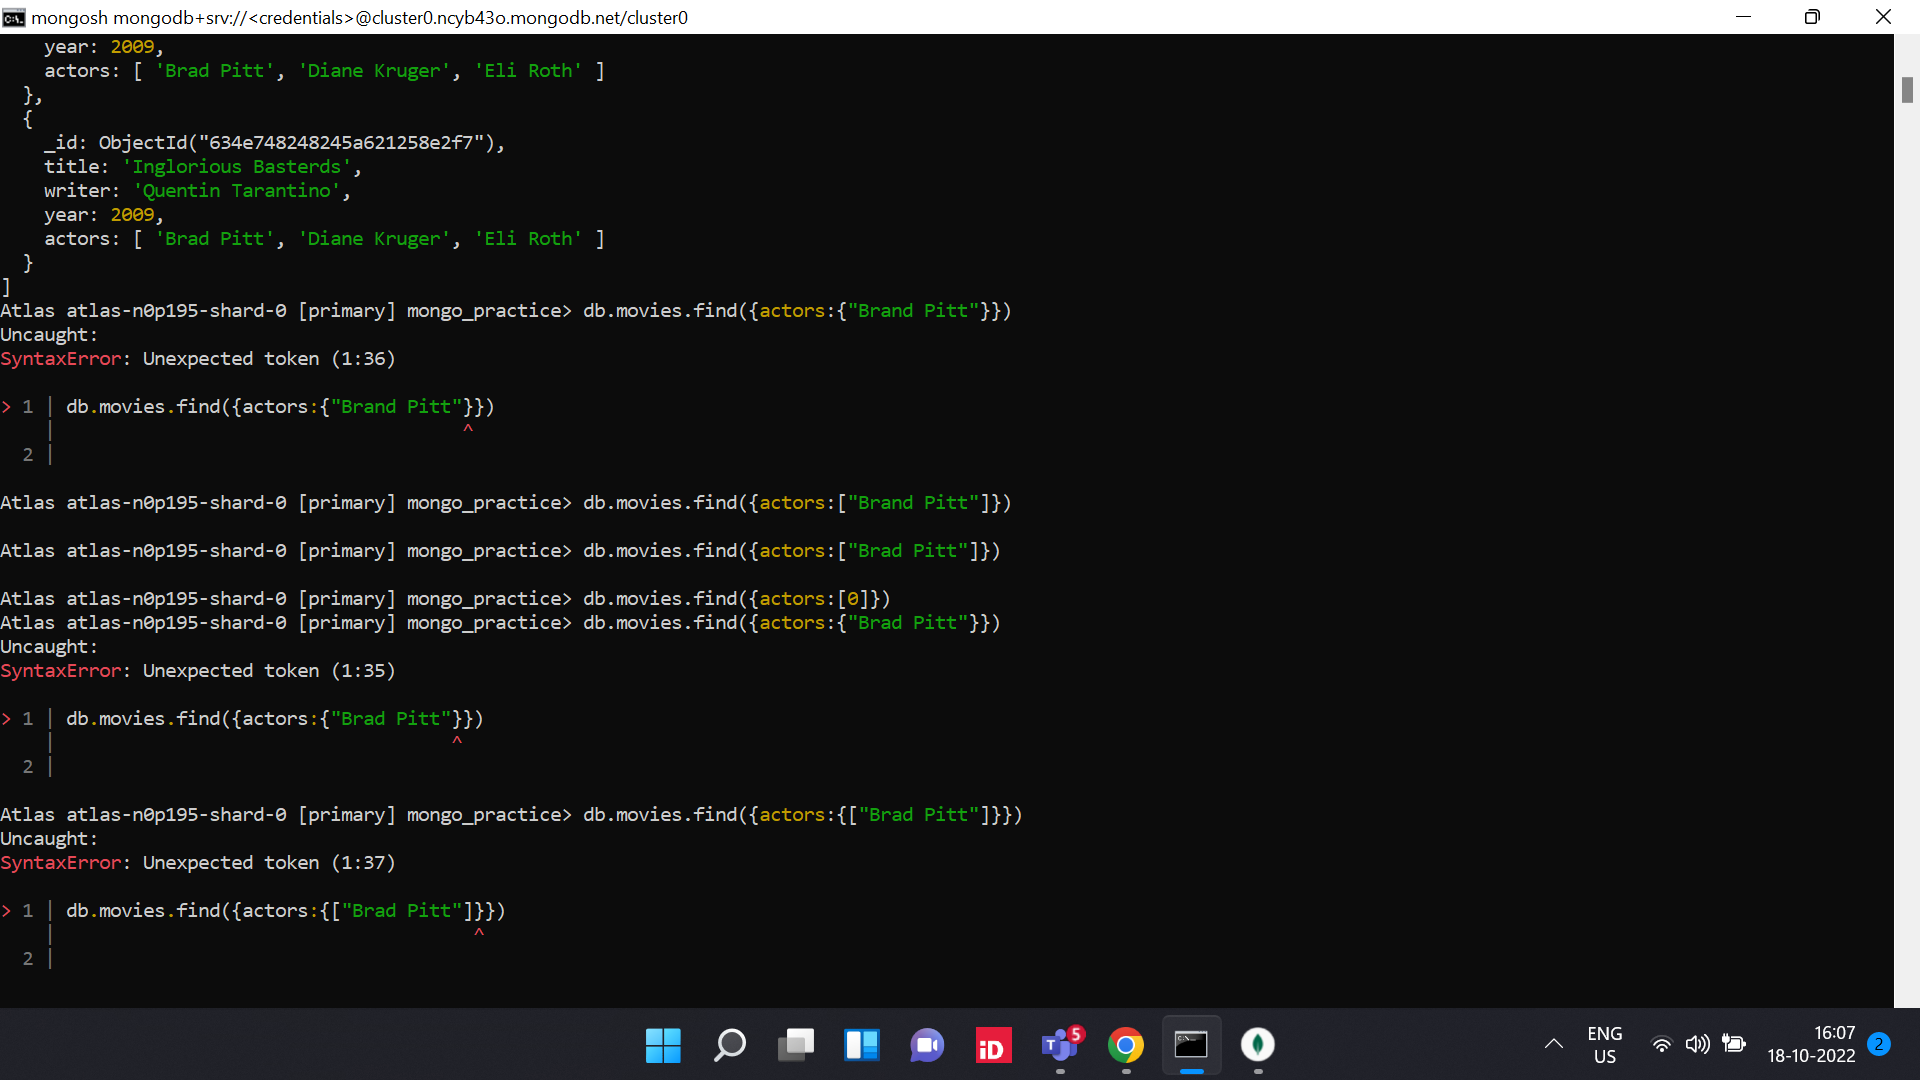 mongosh mongodb+srv://<credentials>@cluster0.ncyb43o.mongodb.net/cluster0
year: 2009,
actors: [ 'Brad Pitt', 'Diane Kruger', 'Eli Roth' ]
},
{
_id: ObjectId("634e748248245a621258e2f7"),
title: 'Inglorious Basterds',
writer: 'Quentin Tarantino',
year: 2009,
actors: [ 'Brad Pitt', 'Diane Kruger', 'Eli Roth' ]
}
]
Atlas atlas-n0p195-shard-0 [primary] mongo_practice> db.movies.find({actors:{"Brand Pitt"}})
Uncaught:
SyntaxError: Unexpected token (1:36)
> 1 | db.movies.find({actors:{"Brand Pitt"}})
| ^
2 |
Atlas atlas-n0p195-shard-0 [primary] mongo_practice> db.movies.find({actors:["Brand Pitt"]})
Atlas atlas-n0p195-shard-0 [primary] mongo_practice> db.movies.find({actors:["Brad Pitt"]})
Atlas atlas-n0p195-shard-0 [primary] mongo_practice> db.movies.find({actors:[0]})
Atlas atlas-n0p195-shard-0 [primary] mongo_practice> db.movies.find({actors:{"Brad Pitt"}})
Uncaught:
SyntaxError: Unexpected token (1:35)
> 1 | db.movies.find({actors:{"Brad Pitt"}})
| ^
2 |
Atlas atlas-n0p195-shard-0 [primary] mongo_practice> db.movies.find({actors:{["Brad Pitt"]}})
Uncaught:
SyntaxError: Unexpected token (1:37)
> 1 | db.movies.find({actors:{["Brad Pitt"]}})
| ^
2 |
iD
T
5
ENG
US
16:07
18-10-2022
2